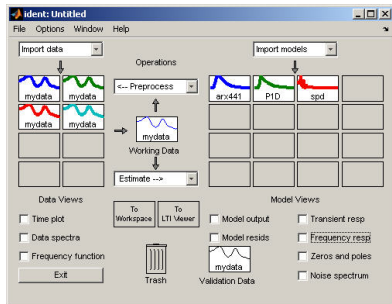 ident: Untitled
File Options Window Help
Import data
Operations
Import models
<-- Preprocess
mydata mydata
arx441 P1D spd
mydata mydata
mydata
Working Data
Estimate -->
Data Views
Model Views
Time plot
Data spectra
Frequency function
Exit
To Workspace
To LTI Viewer
Trash
Model output
Model resids
mydata
Validation Data
Transient resp
Frequency resp
Zeros and poles
Noise spectrum